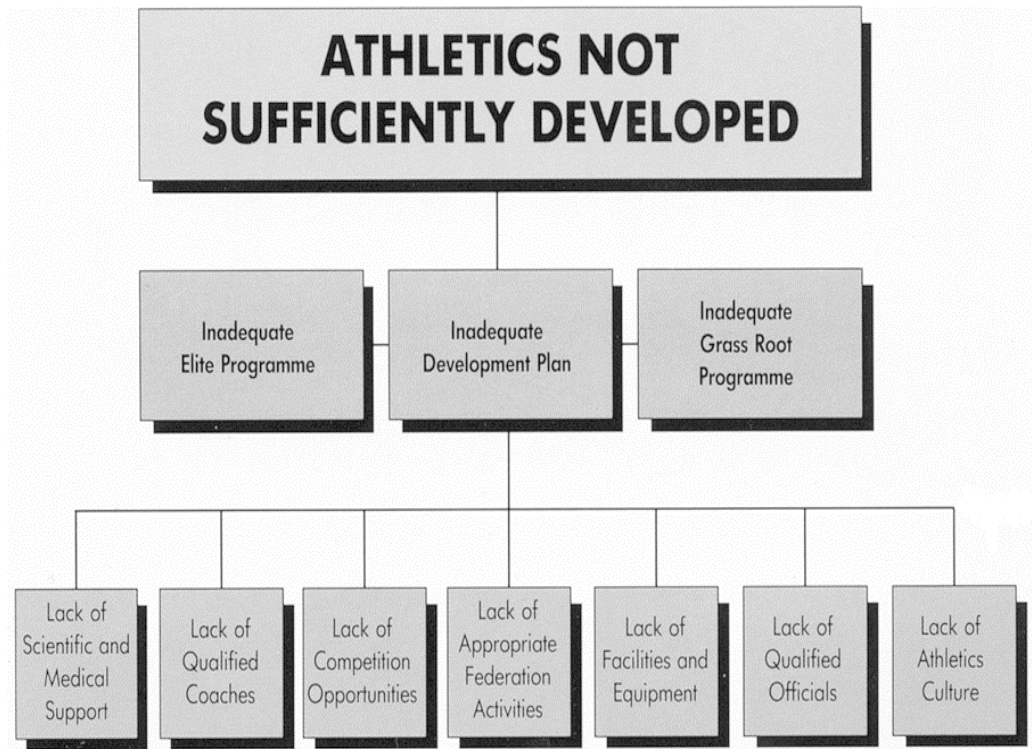 ATHLETICS NOT
SUFFICIENTLY DEVELOPED
Inadequate
Elite Programme
Inadequate
Development Plan
Inadequate
Grass Root
Programme
Lack of
Scientific and
Medical
Support
Lack of
Qualified
Coaches
Lack of
Competition
Opportunities
Lack of
Appropriate
Federation
Activities
Lack of
Facilities and
Equipment
Lack of
Qualified
Officials
Lack of
Athletics
Culture